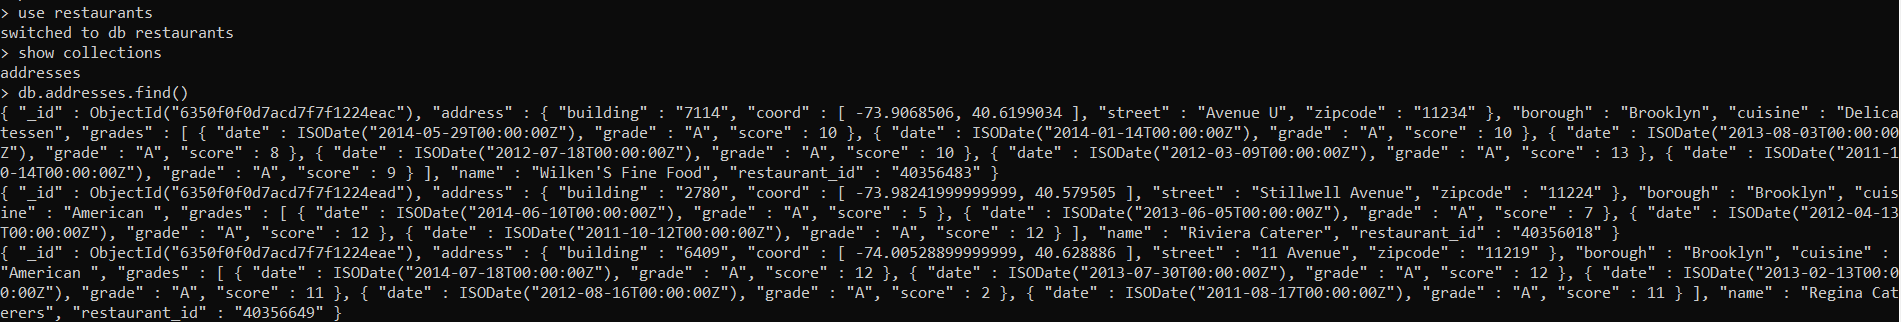 > use restaurants
switched to db restaurants
> show collections
addresses
> db.addresses.find()
{ "_id" : ObjectId("6350f0f0d7acd7f7f1224eac"), "address" : { "building" : "7114", "coord" : [ -73.9068506, 40.6199034 ], "street" : "Avenue U", "zipcode" : "11234" }, "borough" : "Brooklyn", "cuisine" : "Delica
tessen", "grades" : [ { "date" : ISODate("2014-05-29T00:00:00Z"), "grade" : "A", "score" : 10 }, { "date" : ISODate("2014-01-14T00:00:00Z"), "grade" : "A", "score" : 10 }, { "date" : ISODate("2013-08-03T00:00:00
Z"), "grade" : "A", "score" : 8 }, { "date" : ISODate("2012-07-18T00:00:00Z"), "grade" : "A", "score" : 10 }, { "date" : ISODate("2012-03-09T00:00:00Z"), "grade" : "A", "score" : 13 }, { "date" : ISODate("2011-1
0-14T00:00:00Z"), "grade" : "A", "score" : 9 } ], "name" : "Wilken'S Fine Food", "restaurant_id" : "40356483" }
{ "_id" : ObjectId("6350f0f0d7acd7f7f1224ead"), "address" : { "building" : "2780", "coord" : [ -73.98241999999999, 40.579505 ], "street" : "Stillwell Avenue", "zipcode" : "11224" }, "borough" : "Brooklyn", "cuis
ine" : "American ", "grades" : [ { "date" : ISODate("2014-06-10T00:00:00Z"), "grade" : "A", "score" : 5 }, { "date" : ISODate("2013-06-05T00:00:00Z"), "grade" : "A", "score" : 7 }, { "date" : ISODate("2012-04-13
T00:00:00Z"), "grade" : "A", "score" : 12 }, { "date" : ISODate("2011-10-12T00:00:00Z"), "grade" : "A", "score" : 12 } ], "name" : "Riviera Caterer", "restaurant_id" : "40356018" }
{ "_id" : ObjectId("6350f0f0d7acd7f7f1224eae"), "address" : { "building" : "6409", "coord" : [ -74.00528899999999, 40.628886 ], "street" : "11 Avenue", "zipcode" : "11219" }, "borough" : "Brooklyn", "cuisine" :
"American ", "grades" : [ { "date" : ISODate("2014-07-18T00:00:00Z"), "grade" : "A", "score" : 12 }, { "date" : ISODate("2013-07-30T00:00:00Z"), "grade" : "A", "score" : 12 }, { "date" : ISODate("2013-02-13T00:0
0:00Z"), "grade" : "A", "score" : 11 }, { "date" : ISODate("2012-08-16T00:00:00Z"), "grade" : "A", "score" : 2 }, { "date" : ISODate("2011-08-17T00:00:00Z"), "grade" : "A", "score" : 11 } ], "name" : "Regina Cat
erers", "restaurant_id" : "40356649" }